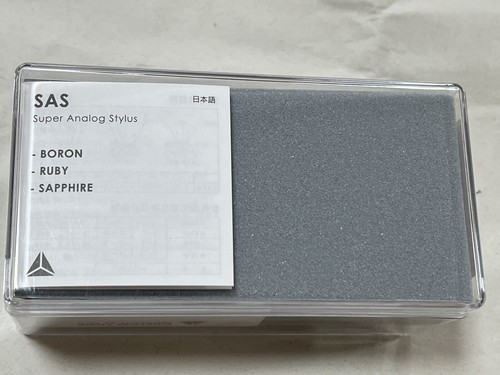 SAS
日本語
Super Analog Stylus
- BORON
- RUBY
- SAPPHIRE